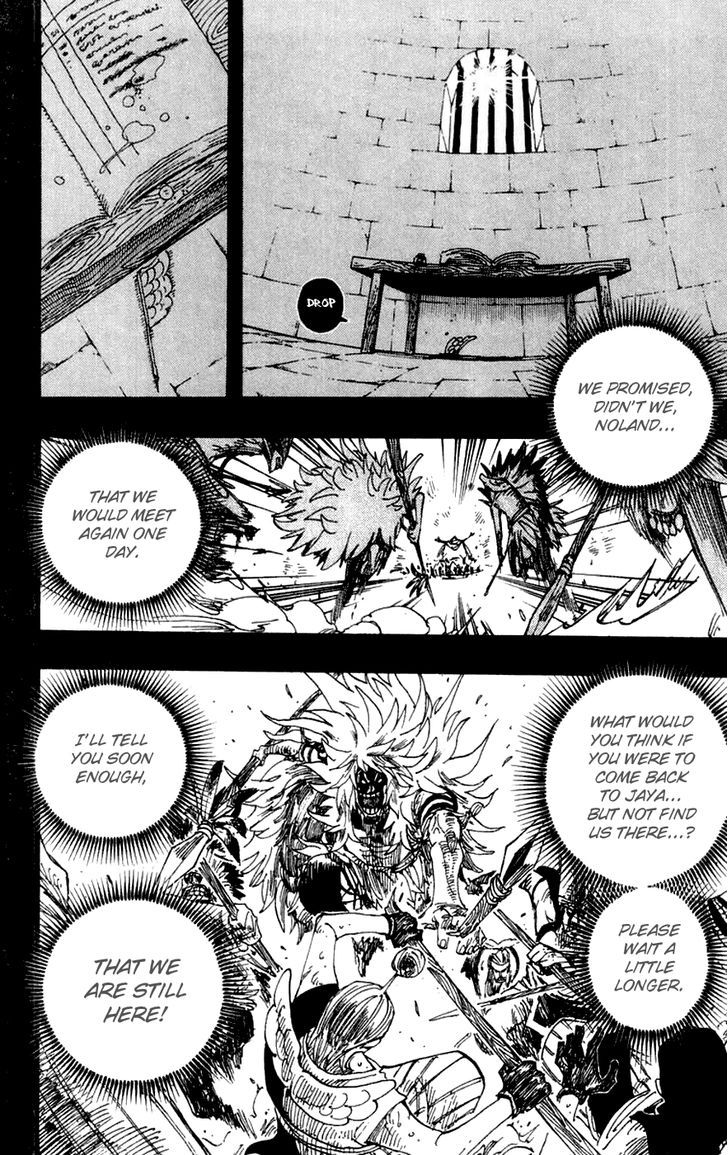 DROP
WE PROMISED,
DIDN'T WE,
NOLAND...
THAT WE
WOULD MEET
AGAIN ONE
DAY.
WHAT WOULD
YOU THINK IF
YOU WERE TO
COME BACK
TO JAYA...
BUT NOT FIND
US THERE...?
PLEASE
WAIT A
LITTLE
LONGER.
I'LL TELL
YOU SOON
ENOUGH,
THAT WE
ARE STILL
HERE!